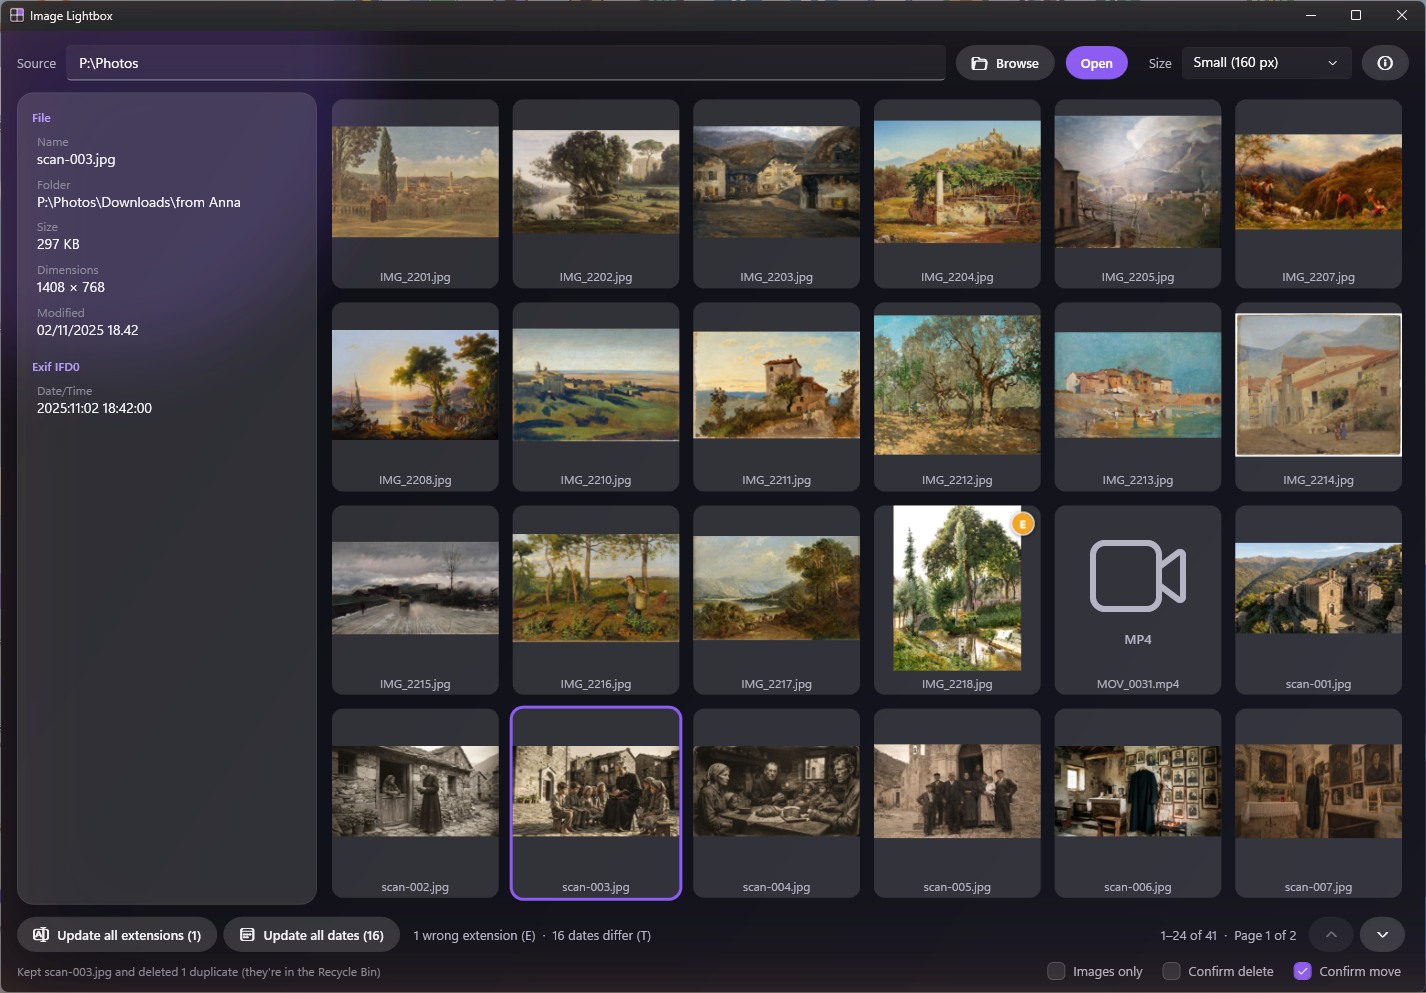 Image Lightbox
Source
P:\Photos
Browse
Open
Size
Small (160 px)
File
Name
scan-003.jpg
Folder
P:\Photos\Downloads\from Anna
Size
297 KB
Dimensions
1408 × 768
Modified
02/11/2025 18.42
Exif IFD0
Date/Time
2025:11:02 18:42:00
IMG_2201.jpg
IMG_2202.jpg
IMG_2203.jpg
IMG_2204.jpg
IMG_2205.jpg
IMG_2207.jpg
IMG_2208.jpg
IMG_2210.jpg
IMG_2211.jpg
IMG_2212.jpg
IMG_2213.jpg
IMG_2214.jpg
E
MP4
IMG_2215.jpg
IMG_2216.jpg
IMG_2217.jpg
IMG_2218.jpg
MOV_0031.mp4
scan-001.jpg
scan-002.jpg
scan-003.jpg
scan-004.jpg
scan-005.jpg
scan-006.jpg
scan-007.jpg
Update all extensions (1)
Update all dates (16)
1 wrong extension (E) · 16 dates differ (T)
1–24 of 41 · Page 1 of 2
Kept scan-003.jpg and deleted 1 duplicate (they're in the Recycle Bin)
Images only
Confirm delete
Confirm move